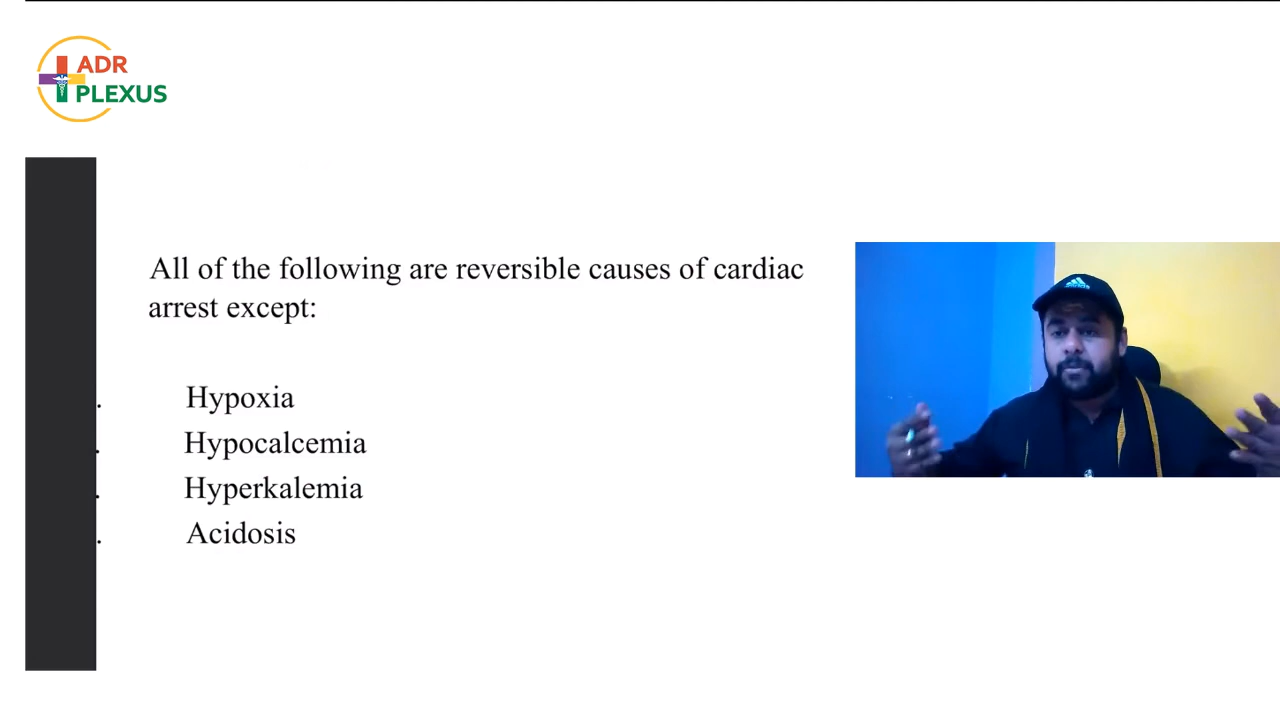 ADR
PLEXUS
All of the following are reversible causes of cardiac
arrest except:
. Hypoxia
. Hypocalcemia
. Hyperkalemia
. Acidosis